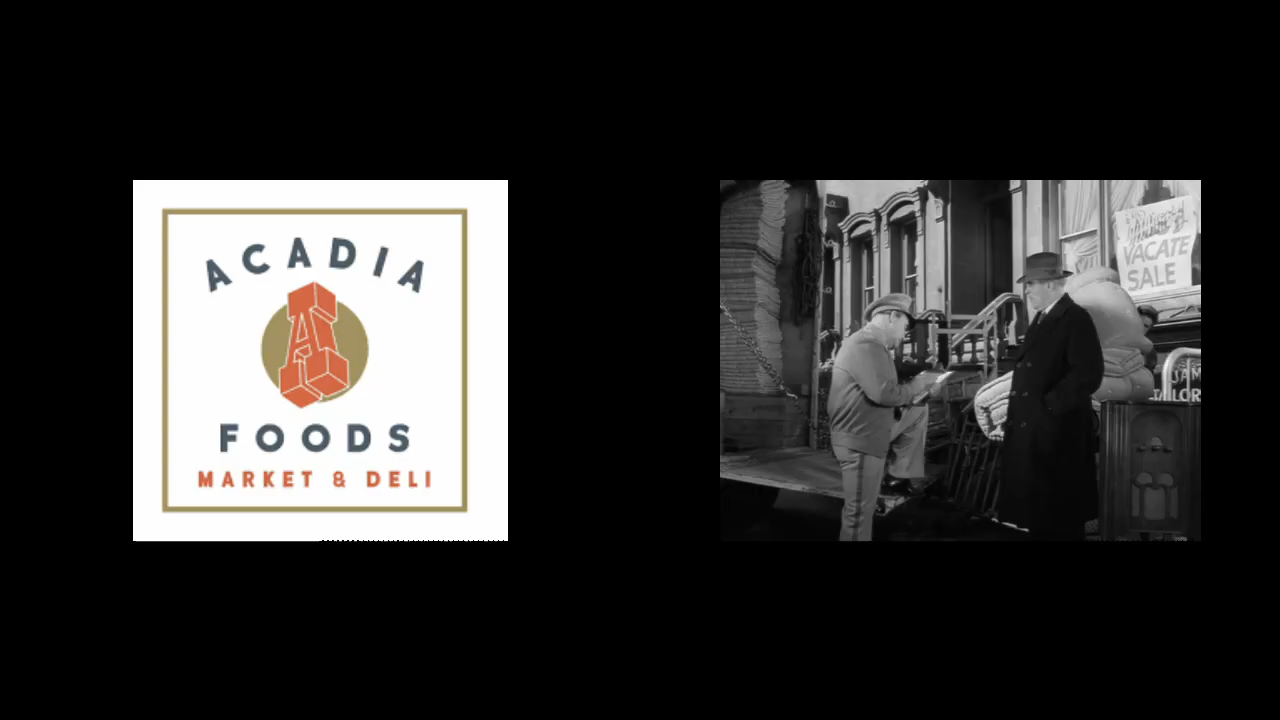 ACADIA
A
FOODS
MARKET & DELI
VACATE
SALE